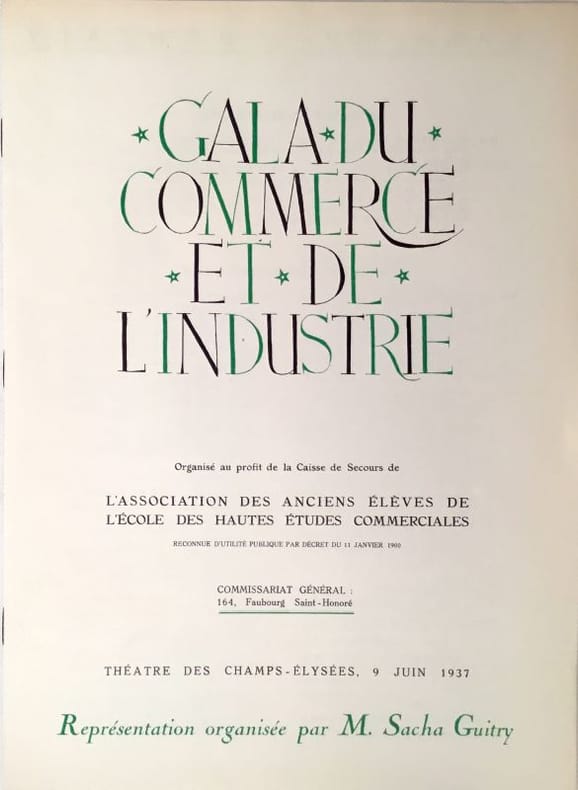 GALA DU
COMMERCE
ET DE
L'INDUSTRIE
Organisé au profit de la Caisse de Secours de
L'ASSOCIATION DES ANCIENS ÉLÈVES DE
L'ÉCOLE DES HAUTES ÉTUDES COMMERCIALES
RECONNUE D'UTILITÉ PUBLIQUE PAR DÉCRET DU 11 JANVIER 1900
COMMISSARIAT GÉNÉRAL :
164, Faubourg Saint-Honoré
THÉATRE DES CHAMPS-ÉLYSÉES, 9 JUIN 1937
Représentation organisée par M. Sacha Guitry